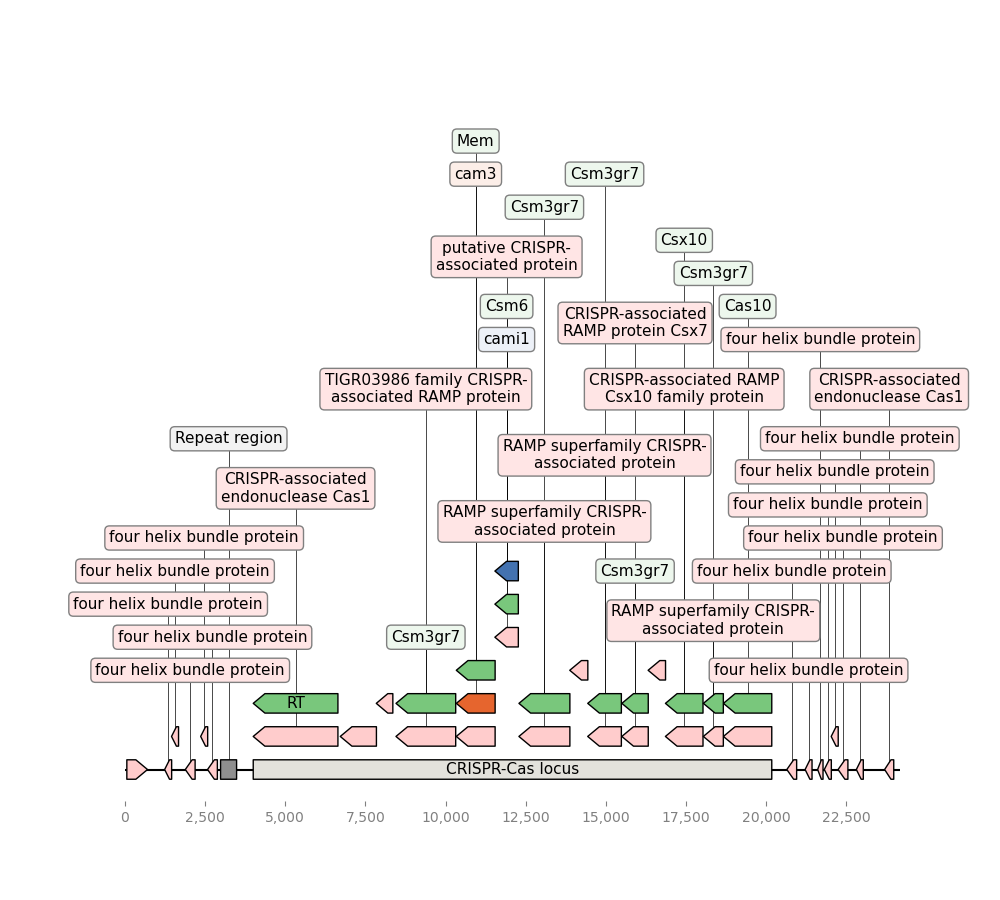 Mem
cam3
Csm3gr7
Csm3gr7
Csx10
putative CRISPR-
associated protein
Csm3gr7
Csm6
Cas10
CRISPR-associated
RAMP protein Csx7
cami1
four helix bundle protein
TIGR03986 family CRISPR-
associated RAMP protein
CRISPR-associated RAMP
Csx10 family protein
CRISPR-associated
endonuclease Cas1
Repeat region
four helix bundle protein
RAMP superfamily CRISPR-
associated protein
four helix bundle protein
CRISPR-associated
endonuclease Cas1
four helix bundle protein
RAMP superfamily CRISPR-
associated protein
four helix bundle protein
four helix bundle protein
four helix bundle protein
Csm3gr7
four helix bundle protein
four helix bundle protein
RAMP superfamily CRISPR-
associated protein
four helix bundle protein
Csm3gr7
four helix bundle protein
four helix bundle protein
RT
CRISPR-Cas locus
0
2,500
5,000
7,500
10,000
12,500
15,000
17,500
20,000
22,500